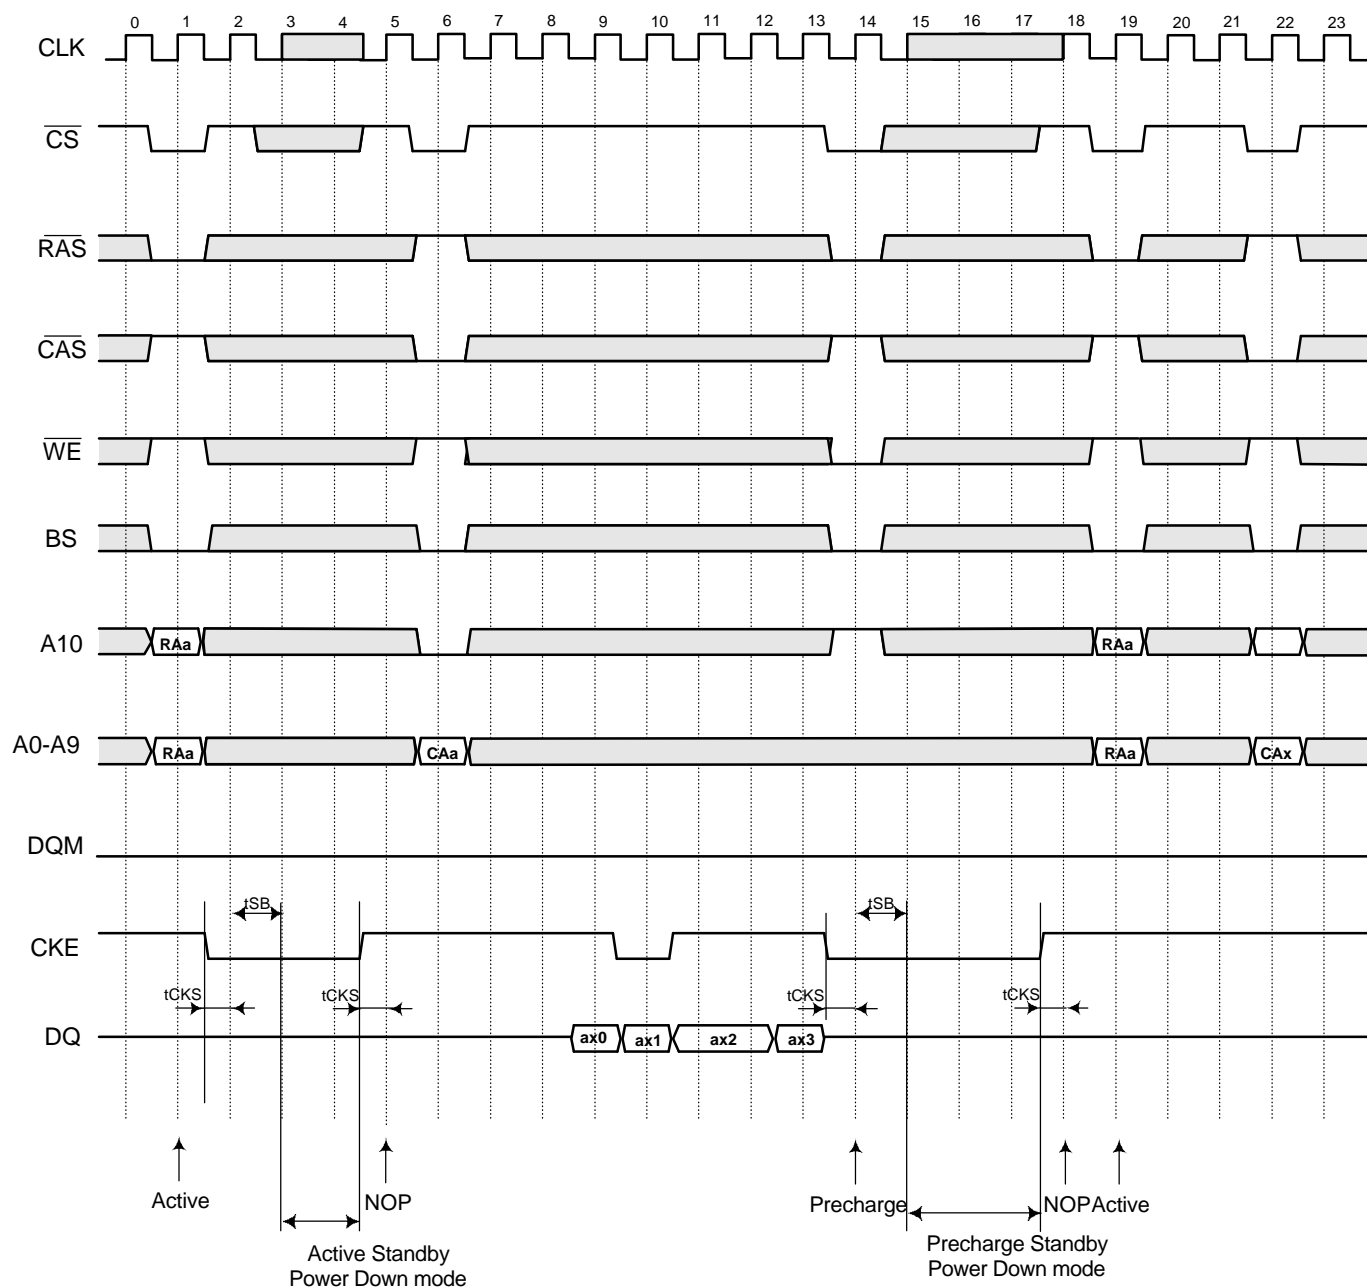 0 1 2 3 4 5 6 7 8 9 10 11 12 13 14 15 16 17 18 19 20 21 22 23
CLK
CS
RAS
CAS
WE
BS
A10 RAa RAa
A0-A9 RAa CAa RAa CAx
DQM
tSB tSB
CKE
tCKS tCKS tCKS tCKS
DQ ax0 ax1 ax2 ax3
Active NOP Precharge NOP Active
Active Standby
Power Down mode
Precharge Standby
Power Down mode